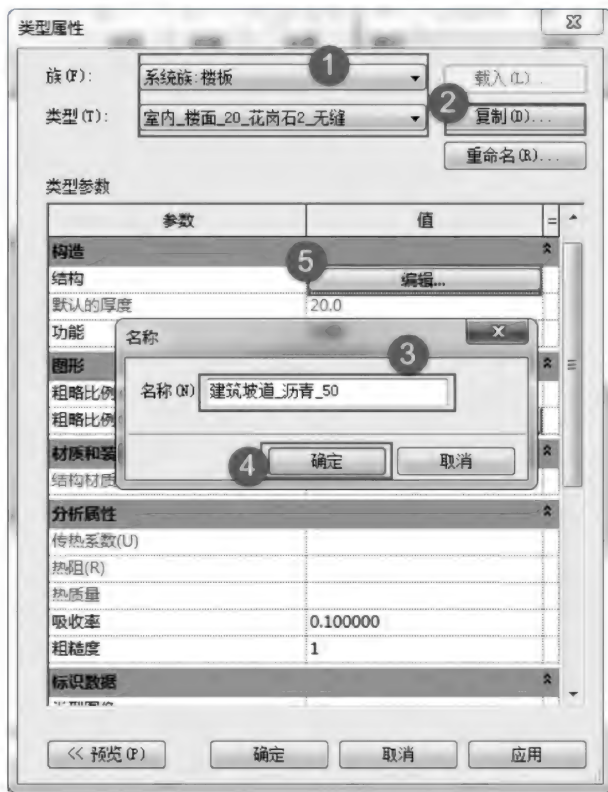 类型属性
族(F): 系统族:楼板 1 载入(L)...
类型(T): 室内_楼面_20_花岗石2_无缝 2 复制(D)...
重命名(R)...
类型参数
参数 值 =
构造
结构 5 编辑...
默认的厚度 20.0
功能
名称
3
图形
粗略比例
名称(N) 建筑坡道_沥青_50
粗略比例
材质和装
4 确定 取消
结构材质
分析属性
传热系数(U)
热阻(R)
热质量
吸收率 0.100000
粗糙度 1
标识数据
<< 预览(P) 确定 取消 应用